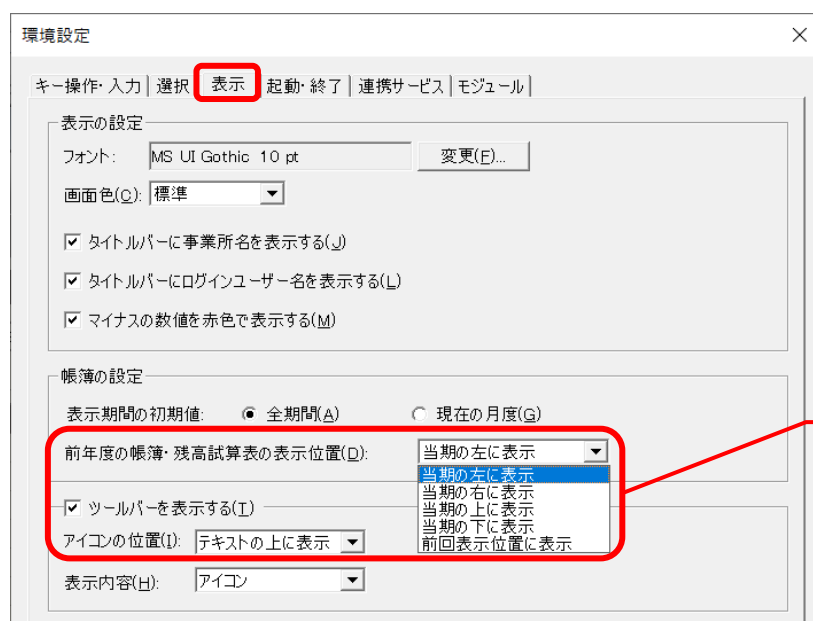 環境設定
キー操作・入力 選択 表示 起動・終了 連携サービス モジュール
表示の設定
フォント: MS UI Gothic 10 pt 変更(F)...
画面色(C): 標準
タイトルバーに事業所名を表示する(J)
タイトルバーにログインユーザー名を表示する(L)
マイナスの数値を赤色で表示する(M)
帳簿の設定
表示期間の初期値: 全期間(A) 現在の月度(G)
前年度の帳簿・残高試算表の表示位置(D): 当期の左に表示
当期の左に表示
当期の右に表示
当期の上に表示
当期の下に表示
前回表示位置に表示
ツールバーを表示する(T)
アイコンの位置(I): テキストの上に表示
表示内容(H): アイコン